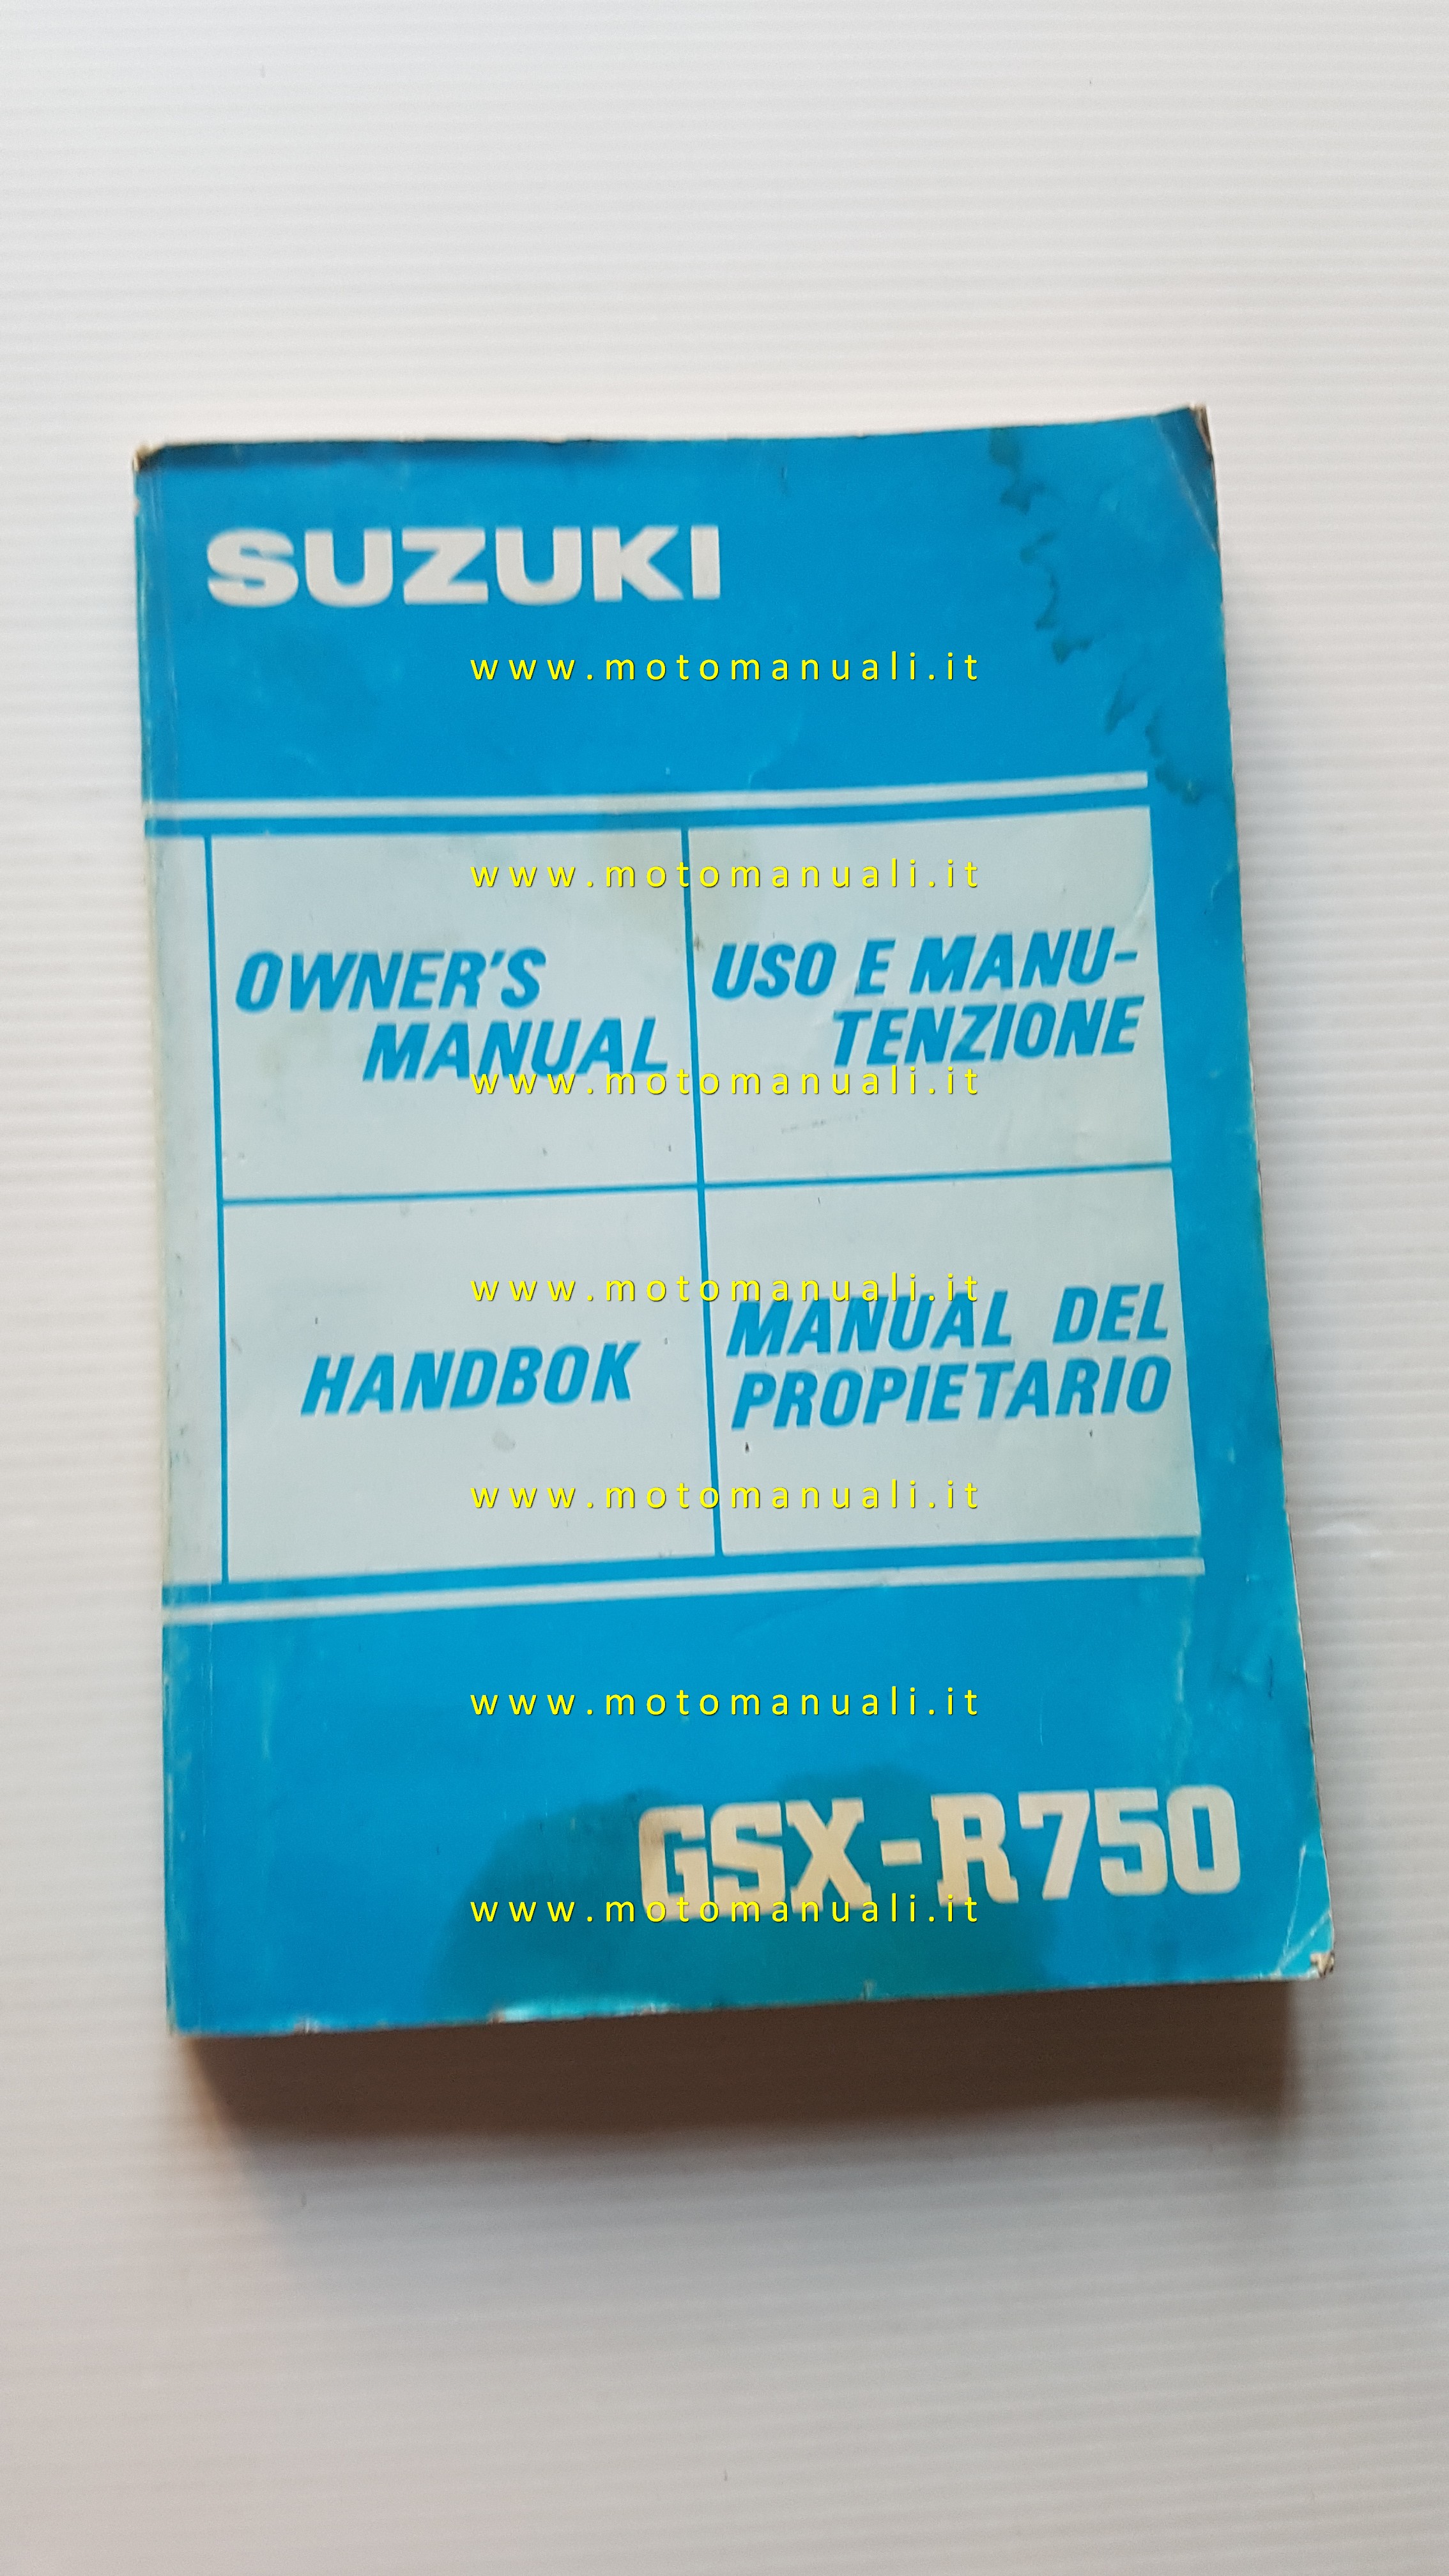 SUZUKI
www.motomanuali.it
www.motomanuali.it
OWNER'S
MANUAL
USO E MANU-
TENZIONE
www.motomanuali.it
www.motomanuali.it
HANDBOK
MANUAL DEL
PROPIETARIO
www.motomanuali.it
www.motomanuali.it
GSX-R750
www.motomanuali.it